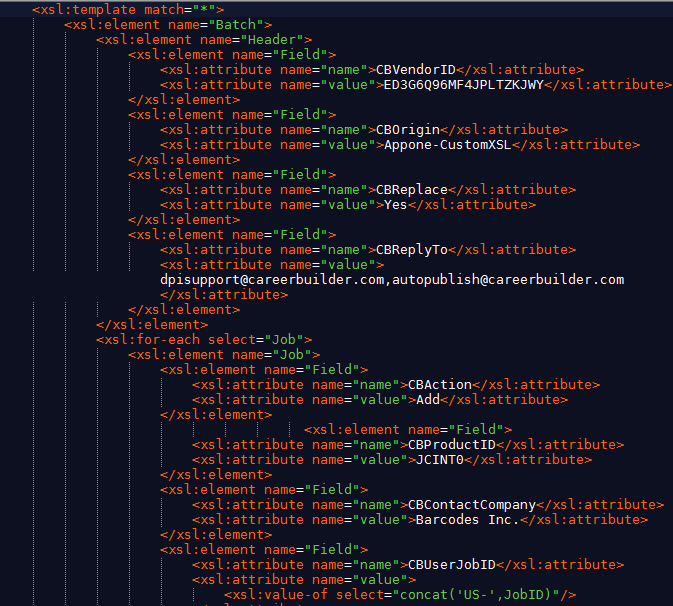 <xsl:template match="*">
<xsl:element name="Batch">
<xsl:element name="Header">
<xsl:element name="Field">
<xsl:attribute name="name">CBVendorID</xsl:attribute>
<xsl:attribute name="value">ED3G6Q96MF4JPLTZKJWY</xsl:attribute>
</xsl:element>
<xsl:element name="Field">
<xsl:attribute name="name">CBOrigin</xsl:attribute>
<xsl:attribute name="value">Appone-CustomXSL</xsl:attribute>
</xsl:element>
<xsl:element name="Field">
<xsl:attribute name="name">CBReplace</xsl:attribute>
<xsl:attribute name="value">Yes</xsl:attribute>
</xsl:element>
<xsl:element name="Field">
<xsl:attribute name="name">CBReplyTo</xsl:attribute>
<xsl:attribute name="value">
dpisupport@careerbuilder.com,autopublish@careerbuilder.com
</xsl:attribute>
</xsl:element>
</xsl:element>
<xsl:for-each select="Job">
<xsl:element name="Job">
<xsl:element name="Field">
<xsl:attribute name="name">CBAction</xsl:attribute>
<xsl:attribute name="value">Add</xsl:attribute>
</xsl:element>
<xsl:element name="Field">
<xsl:attribute name="name">CBProductID</xsl:attribute>
<xsl:attribute name="value">JCINT0</xsl:attribute>
</xsl:element>
<xsl:element name="Field">
<xsl:attribute name="name">CBContactCompany</xsl:attribute>
<xsl:attribute name="value">Barcodes Inc.</xsl:attribute>
</xsl:element>
<xsl:element name="Field">
<xsl:attribute name="name">CBUserJobID</xsl:attribute>
<xsl:attribute name="value">
<xsl:value-of select="concat('US-',JobID)"/>